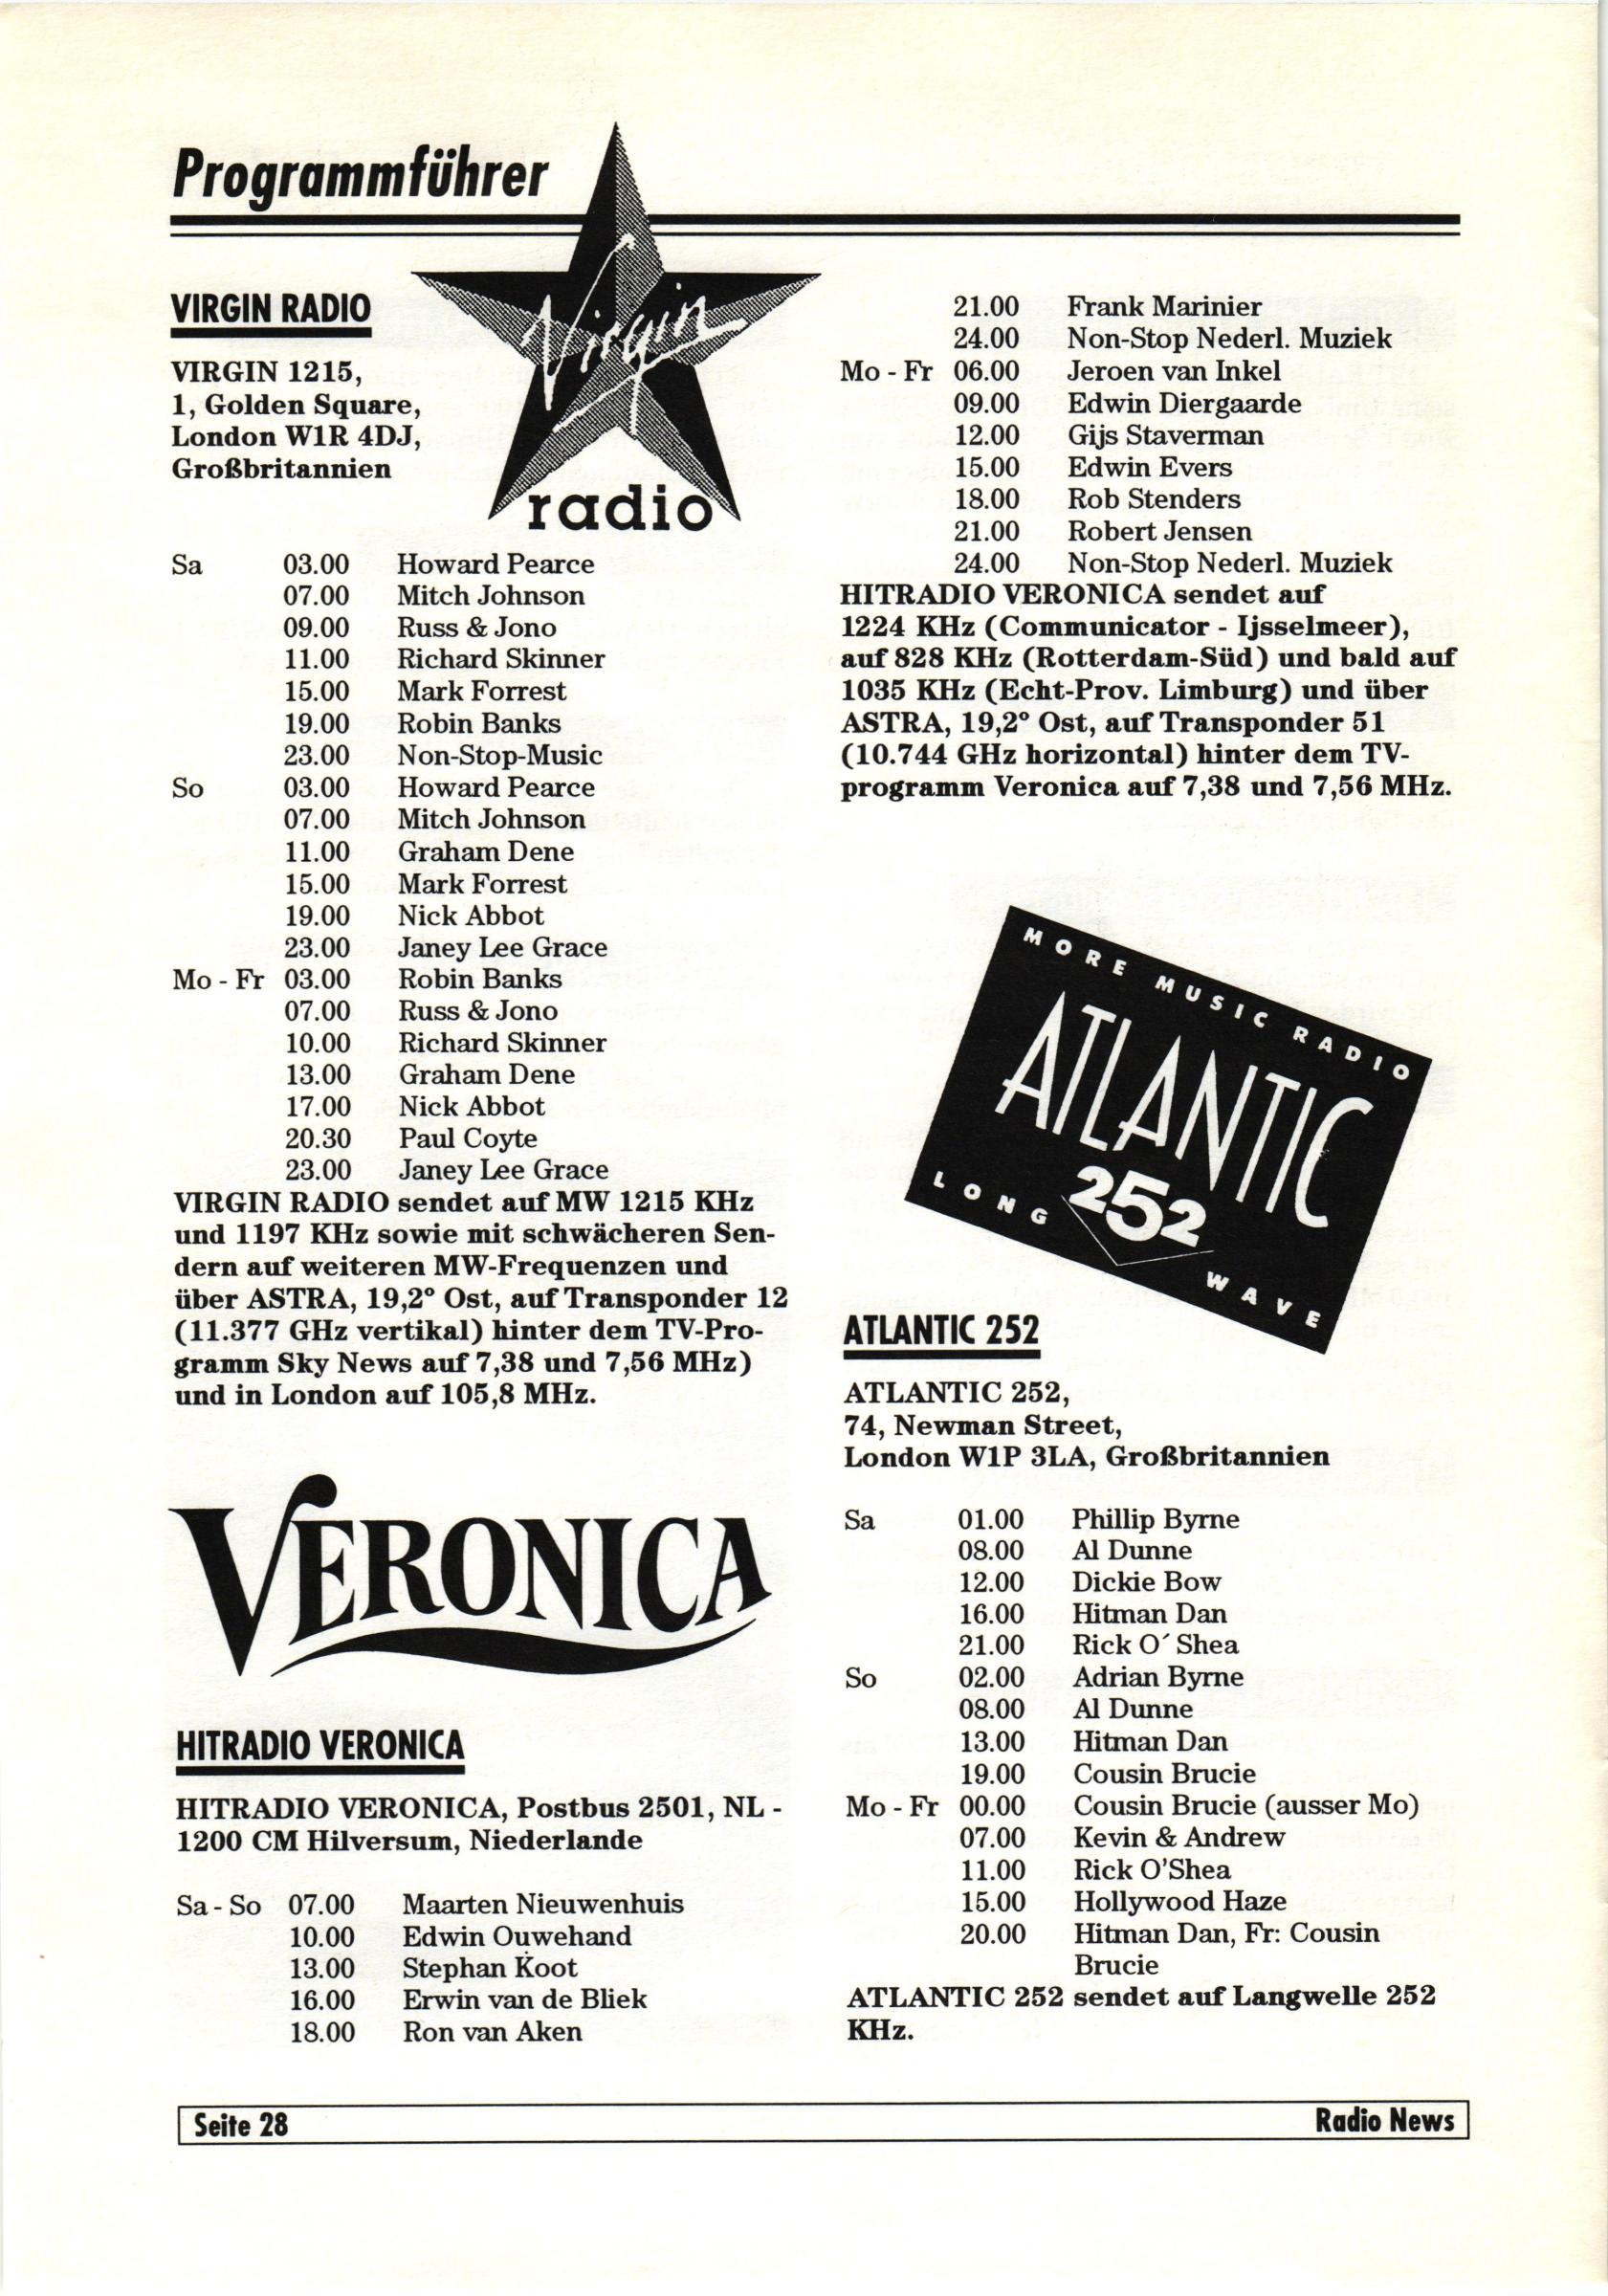 Programmführer
Virgin
radio
VIRGIN RADIO
VIRGIN 1215,
1, Golden Square,
London W1R 4DJ,
Großbritannien
Sa 03.00 Howard Pearce
07.00 Mitch Johnson
09.00 Russ & Jono
11.00 Richard Skinner
15.00 Mark Forrest
19.00 Robin Banks
23.00 Non-Stop-Music
So 03.00 Howard Pearce
07.00 Mitch Johnson
11.00 Graham Dene
15.00 Mark Forrest
19.00 Nick Abbot
23.00 Janey Lee Grace
Mo - Fr 03.00 Robin Banks
07.00 Russ & Jono
10.00 Richard Skinner
13.00 Graham Dene
17.00 Nick Abbot
20.30 Paul Coyte
23.00 Janey Lee Grace
VIRGIN RADIO sendet auf MW 1215 KHz
und 1197 KHz sowie mit schwächeren Sen-
dern auf weiteren MW-Frequenzen und
über ASTRA, 19,2° Ost, auf Transponder 12
(11.377 GHz vertikal) hinter dem TV-Pro-
gramm Sky News auf 7,38 und 7,56 MHz)
und in London auf 105,8 MHz.
VERONICA
HITRADIO VERONICA
HITRADIO VERONICA, Postbus 2501, NL -
1200 CM Hilversum, Niederlande
Sa - So 07.00 Maarten Nieuwenhuis
10.00 Edwin Ouwehand
13.00 Stephan Koot
16.00 Erwin van de Bliek
18.00 Ron van Aken
21.00 Frank Marinier
24.00 Non-Stop Nederl. Muziek
Mo - Fr 06.00 Jeroen van Inkel
09.00 Edwin Diergaarde
12.00 Gijs Staverman
15.00 Edwin Evers
18.00 Rob Stenders
21.00 Robert Jensen
24.00 Non-Stop Nederl. Muziek
HITRADIO VERONICA sendet auf
1224 KHz (Communicator - Ijsselmeer),
auf 828 KHz (Rotterdam-Süd) und bald auf
1035 KHz (Echt-Prov. Limburg) und über
ASTRA, 19,2° Ost, auf Transponder 51
(10.744 GHz horizontal) hinter dem TV-
programm Veronica auf 7,38 und 7,56 MHz.
MORE MUSIC RADIO
ATLANTIC
252
LONG WAVE
ATLANTIC 252
ATLANTIC 252,
74, Newman Street,
London W1P 3LA, Großbritannien
Sa 01.00 Phillip Byrne
08.00 Al Dunne
12.00 Dickie Bow
16.00 Hitman Dan
21.00 Rick O´ Shea
So 02.00 Adrian Byrne
08.00 Al Dunne
13.00 Hitman Dan
19.00 Cousin Brucie
Mo - Fr 00.00 Cousin Brucie (ausser Mo)
07.00 Kevin & Andrew
11.00 Rick O'Shea
15.00 Hollywood Haze
20.00 Hitman Dan, Fr: Cousin
Brucie
ATLANTIC 252 sendet auf Langwelle 252
KHz.
Seite 28
Radio News